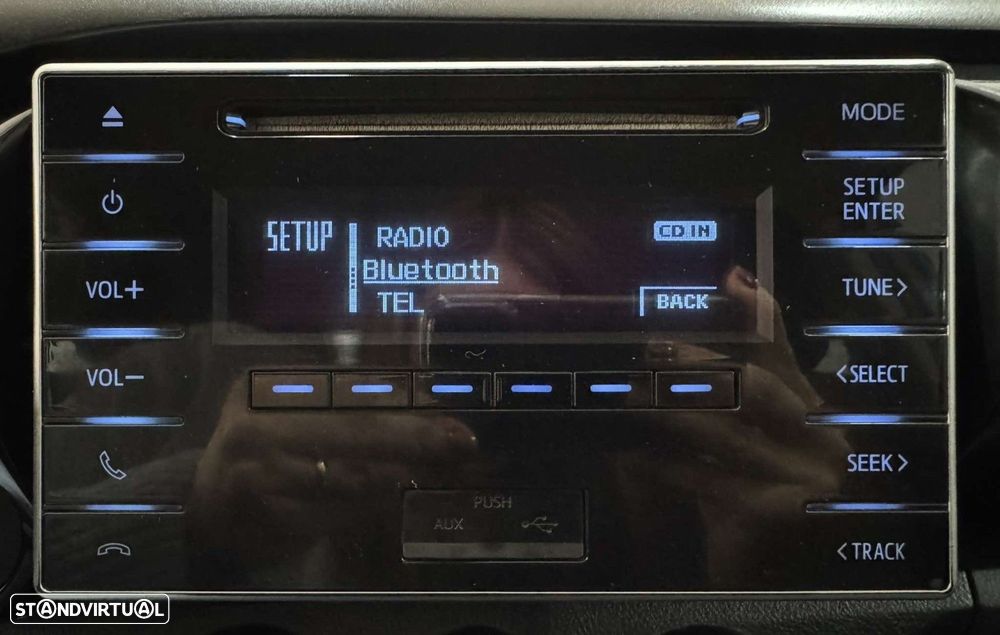 MODE
SETUP
ENTER
SETUP
RADIO
CD IN
Bluetooth
TEL
BACK
VOL+
TUNE>
VOL-
<SELECT
SEEK>
PUSH
AUX
<TRACK
STANDVIRTUAL